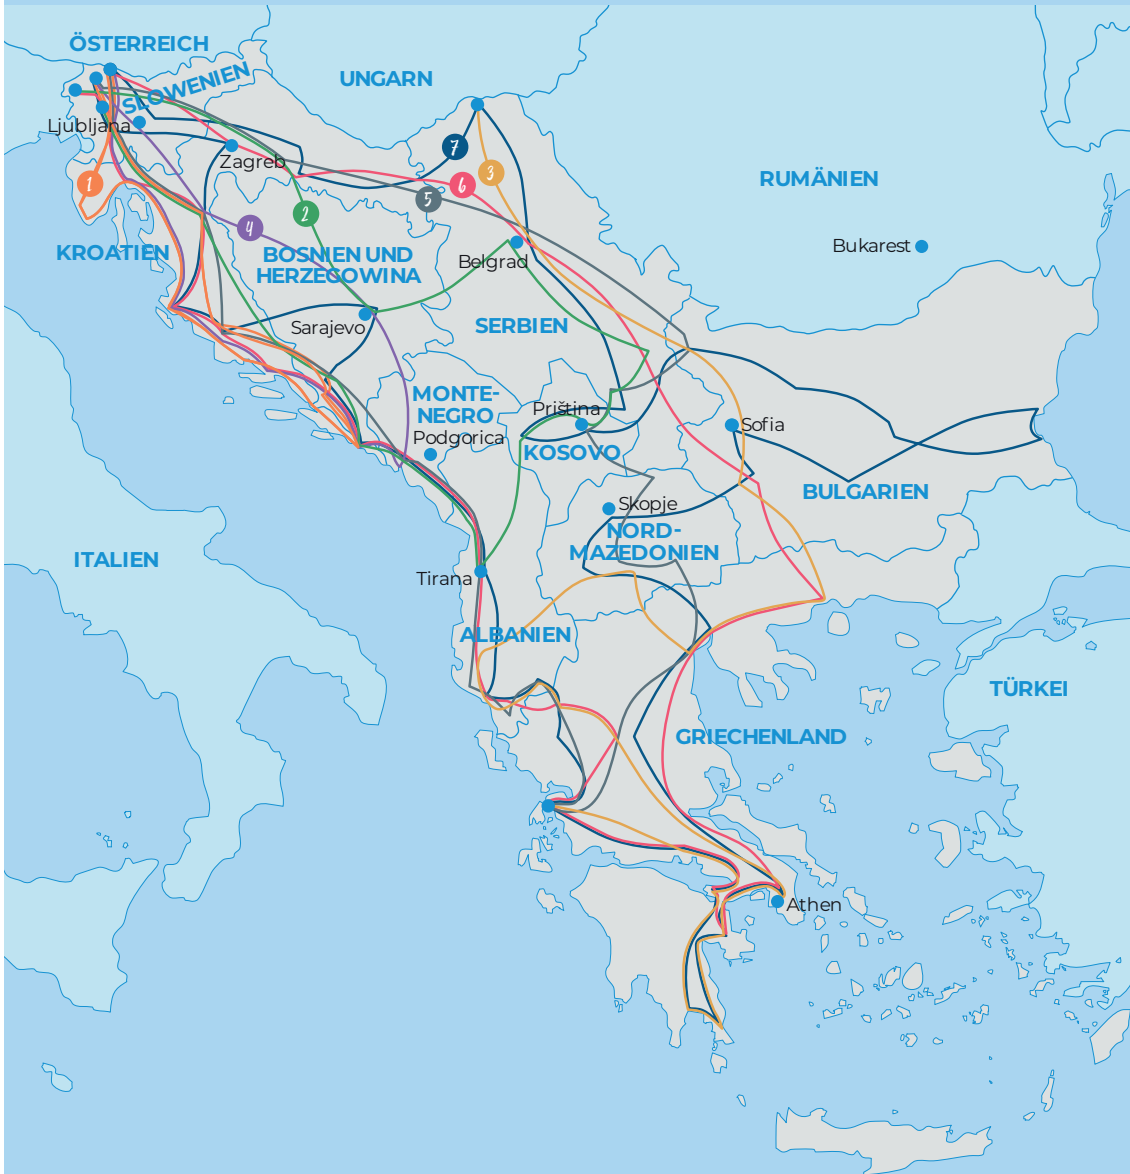 ÖSTERREICH
SLOWENIEN
UNGARN
Ljubljana
7
Zagreb
3
1
6
RUMÄNIEN
5
2
4
Bukarest
KROATIEN
BOSNIEN UND
HERZEGOWINA
Belgrad
Sarajevo
SERBIEN
MONTE-
NEGRO
Priština
Podgorica
Sofia
KOSOVO
BULGARIEN
Skopje
NORD-
MAZEDONIEN
ITALIEN
Tirana
ALBANIEN
TÜRKEI
GRIECHENLAND
Athen